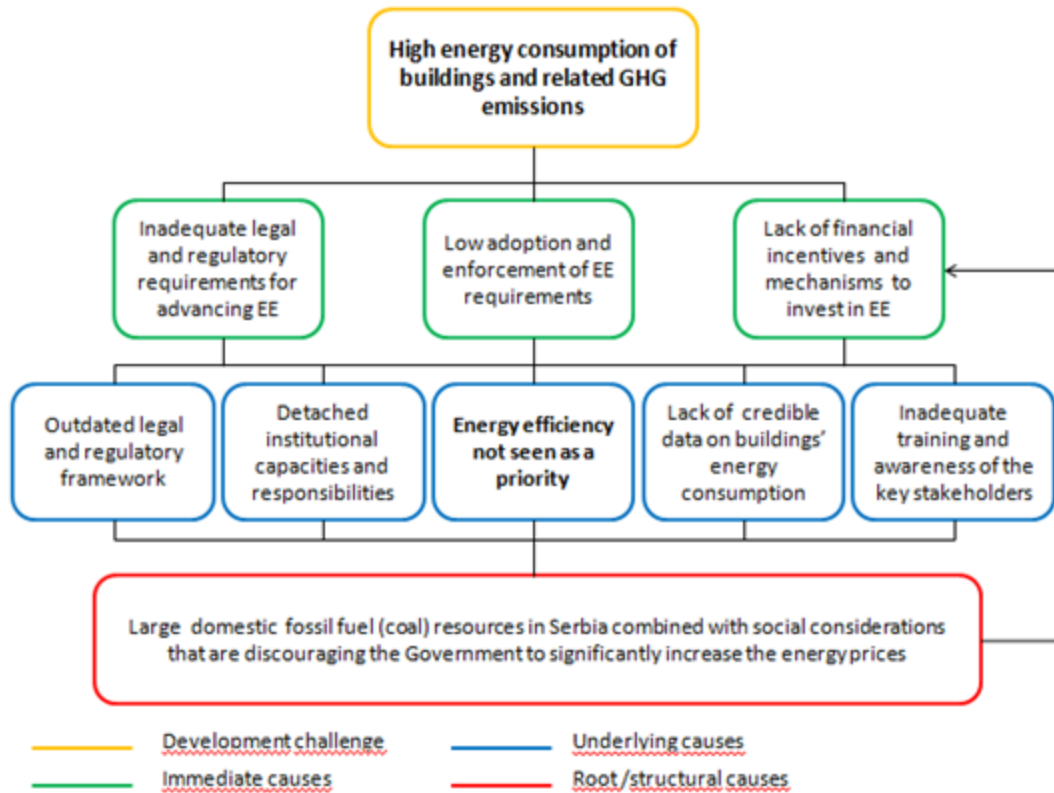 High energy consumption of
buildings and related GHG
emissions
Inadequate legal
and regulatory
requirements for
advancing EE
Low adoption and
enforcement of EE
requirements
Lack of financial
incentives and
mechanisms to
invest in EE
Outdated legal
and regulatory
framework
Detached
institutional
capacities and
responsibilities
Energy efficiency
not seen as a
priority
Lack of credible
data on buildings’
energy
consumption
Inadequate
training and
awareness of the
key stakeholders
Large domestic fossil fuel (coal) resources in Serbia combined with social considerations
that are discouraging the Government to significantly increase the energy prices
Development challenge
Underlying causes
Immediate causes
Root/structural causes